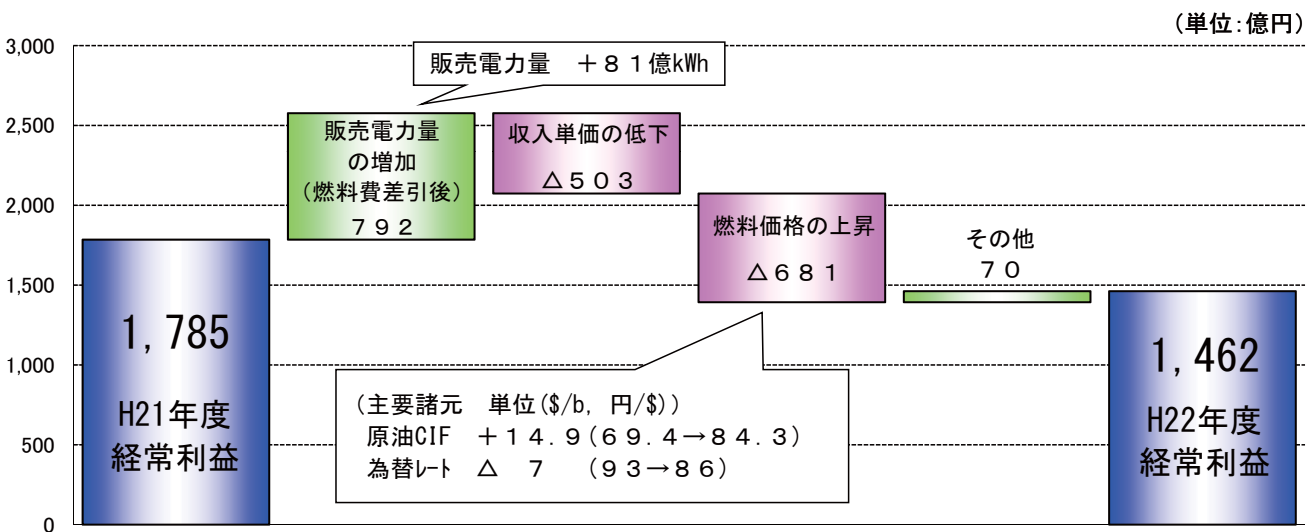 (単位:億円)
3,000
2,500
2,000
1,500
1,000
500
0
販売電力量　＋８１億kWh
販売電力量
の増加
(燃料費差引後)
７９２
収入単価の低下
△５０３
燃料価格の上昇
△６８１
その他
７０
1,785
H21年度
経常利益
(主要諸元　単位($/b, 円/$))
原油CIF　＋１４.９(６９.４→８４.３)
為替ﾚｰﾄ　△　７　(９３→８６)
1,462
H22年度
経常利益